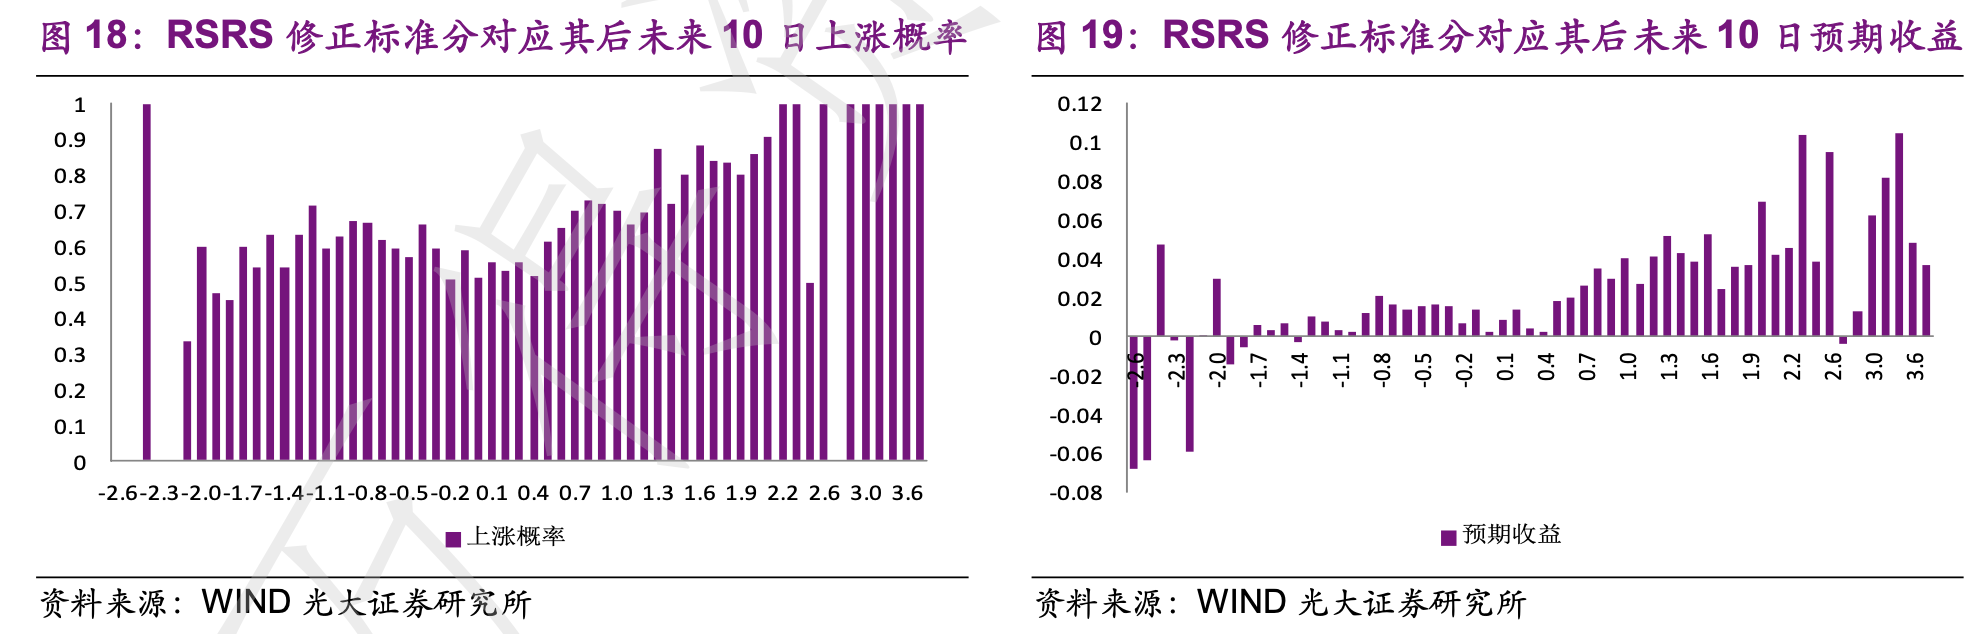 图 18：RSRS 修正标准分对应其后未来 10 日上涨概率
1
0.9
0.8
0.7
0.6
0.5
0.4
0.3
0.2
0.1
0
-2.6 -2.3 -2.0 -1.7 -1.4 -1.1 -0.8 -0.5 -0.2 0.1 0.4 0.7 1.0 1.3 1.6 1.9 2.2 2.6 3.0 3.6
上涨概率
资料来源：WIND 光大证券研究所
图 19：RSRS 修正标准分对应其后未来 10 日预期收益
0.12
0.1
0.08
0.06
0.04
0.02
0
-0.02
-0.04
-0.06
-0.08
-2.6 -2.3 -2.0 -1.7 -1.4 -1.1 -0.8 -0.5 -0.2 0.1 0.4 0.7 1.0 1.3 1.6 1.9 2.2 2.6 3.0 3.6
预期收益
资料来源：WIND 光大证券研究所